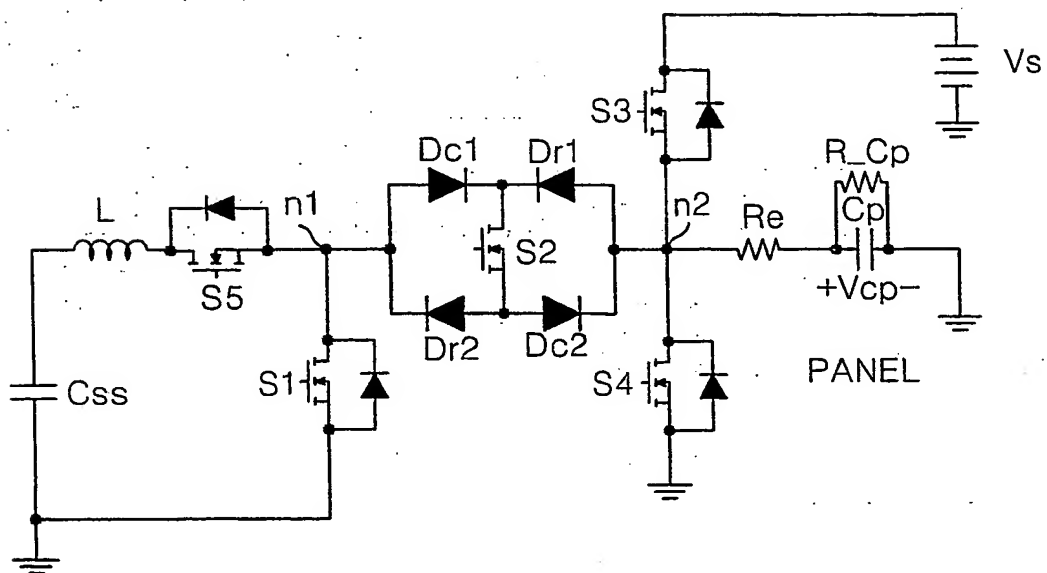 Vs
S3
Dc1
Dr1
R_Cp
L
n1
n2
Re
Cp
S2
S5
+Vcp-
Dr2
Dc2
S1
S4
PANEL
Css